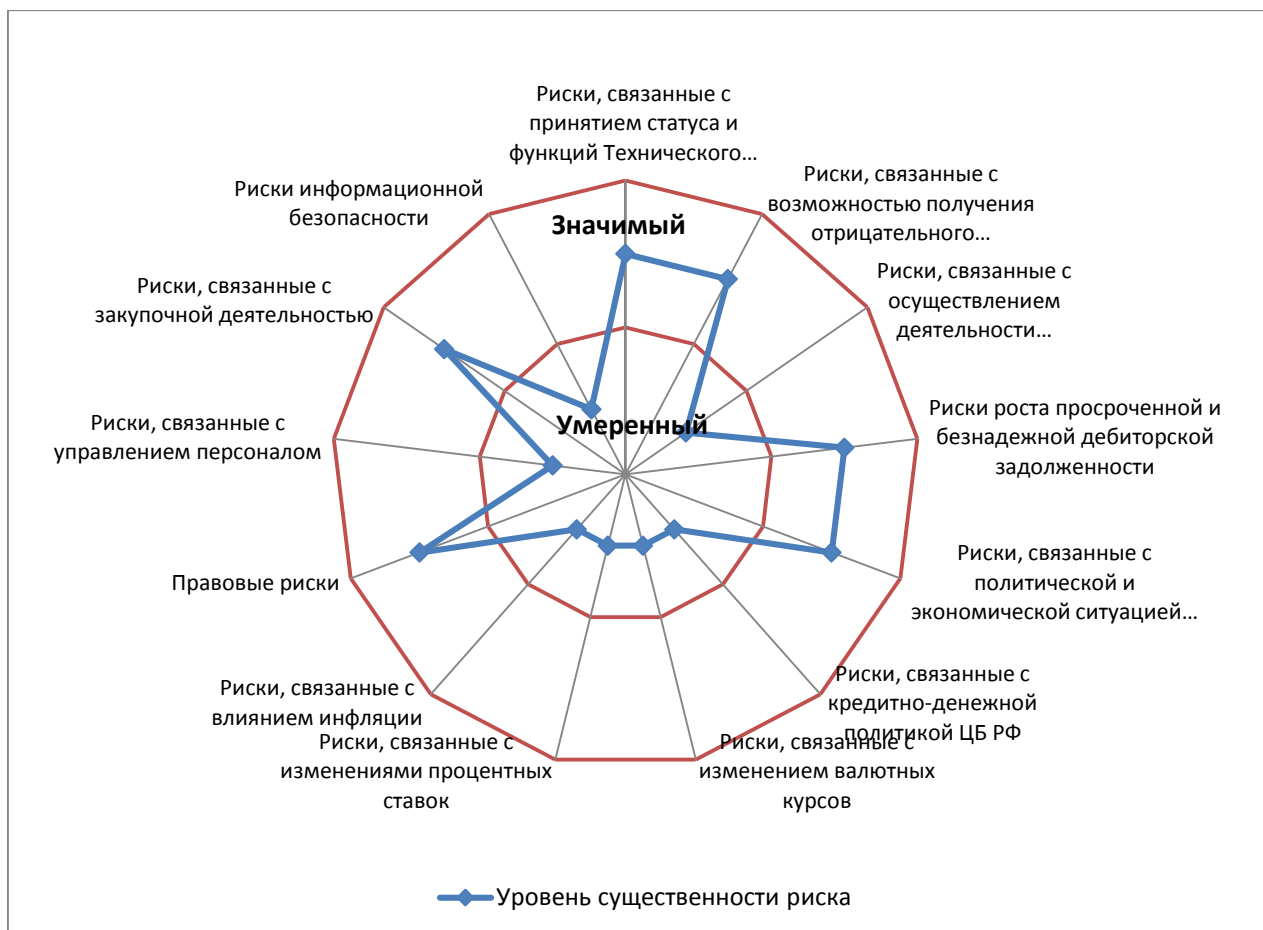 Риски, связанные с
принятием статуса и
функций Технического…
Риски, связанные с
возможностью получения
отрицательного…
Риски, связанные с
осуществлением
деятельности…
Риски роста просроченной и
безнадежной дебиторской
задолженности
Риски, связанные с
политической и
экономической ситуацией…
Риски, связанные с
кредитно-денежной
политикой ЦБ РФ
Риски, связанные с
изменением валютных
курсов
Риски, связанные с
изменениями процентных
ставок
Риски, связанные с
влиянием инфляции
Правовые риски
Риски, связанные с
управлением персоналом
Риски, связанные с
закупочной деятельностью
Риски информационной
безопасности
Значимый
Умеренный
Уровень существенности риска